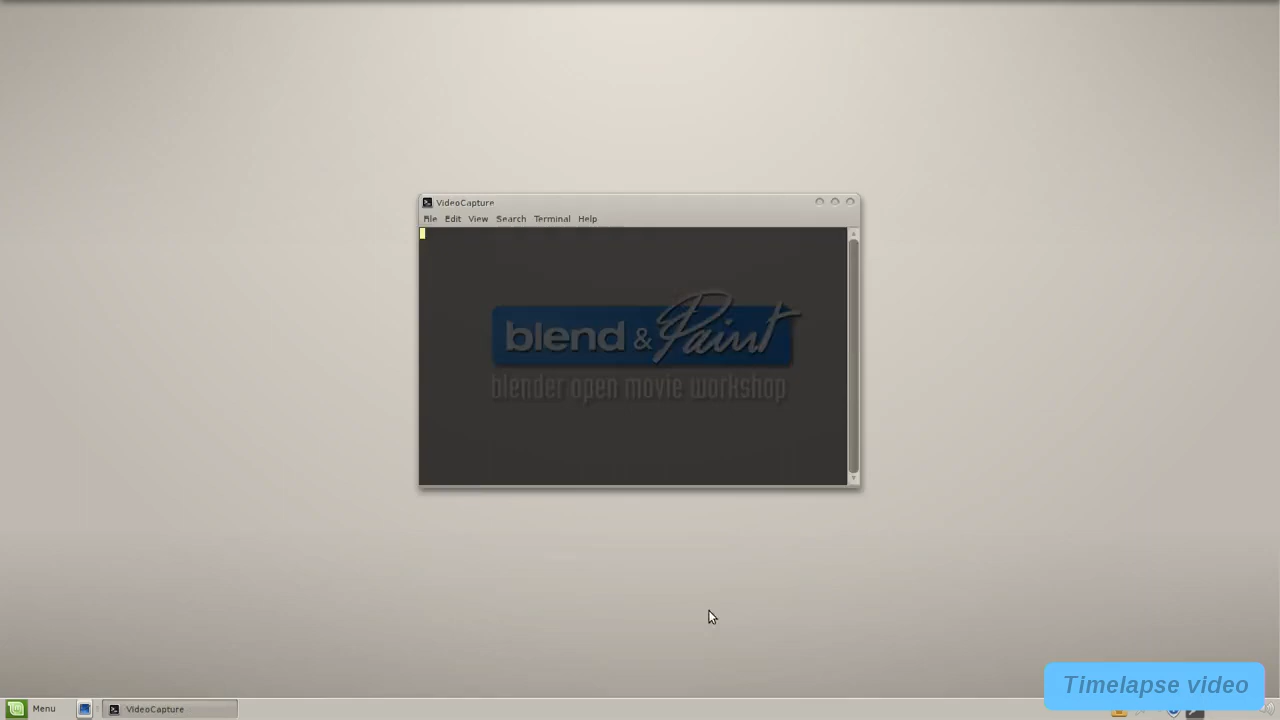 VideoCapture
File Edit View Search Terminal Help
blend & Paint
blender open movie workshop
Timelapse video
Menu VideoCapture